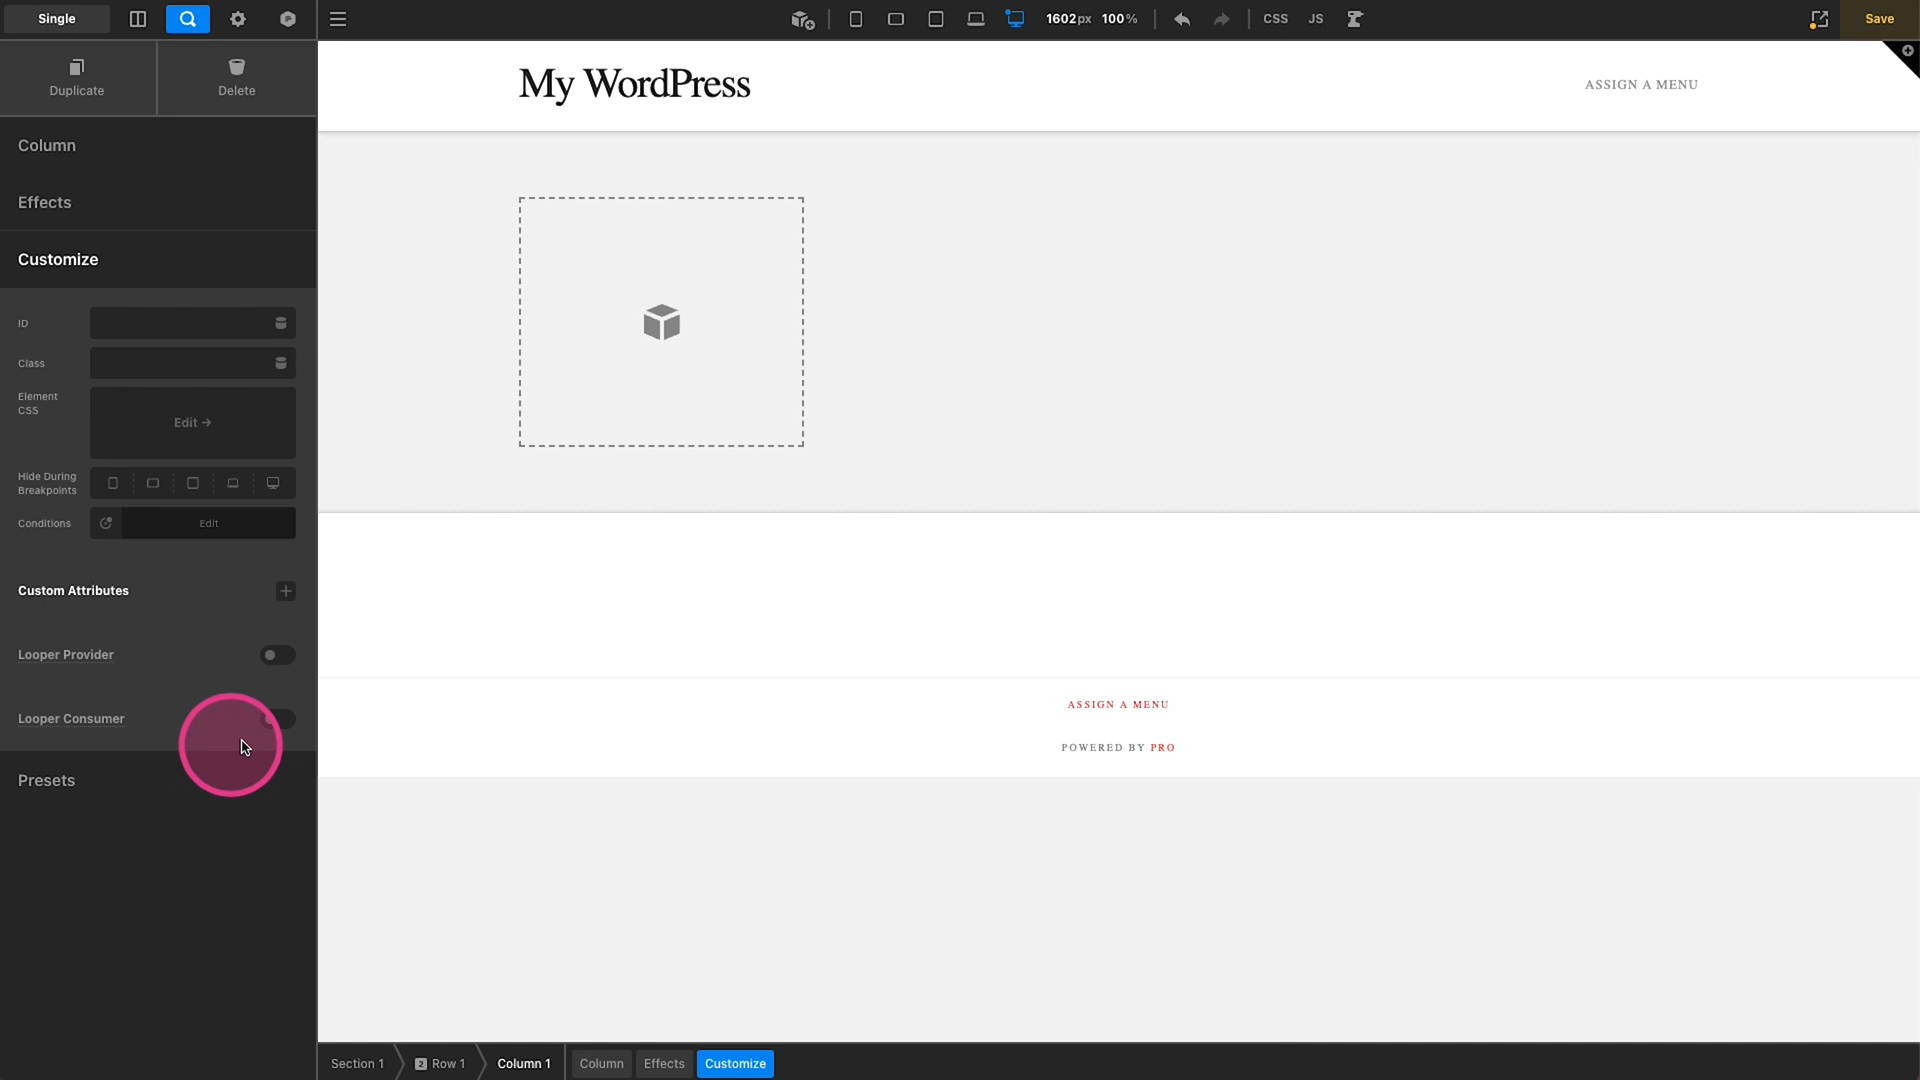 Single
1602px 100%
CSS JS
Save
Duplicate
Delete
Column
Effects
Customize
ID
Class
Element
CSS
Edit →
Hide During
Breakpoints
Conditions
Edit
Custom Attributes
Looper Provider
Looper Consumer
Presets
My WordPress
ASSIGN A MENU
ASSIGN A MENU
POWERED BY PRO
Section 1
2 Row 1
Column 1
Column
Effects
Customize